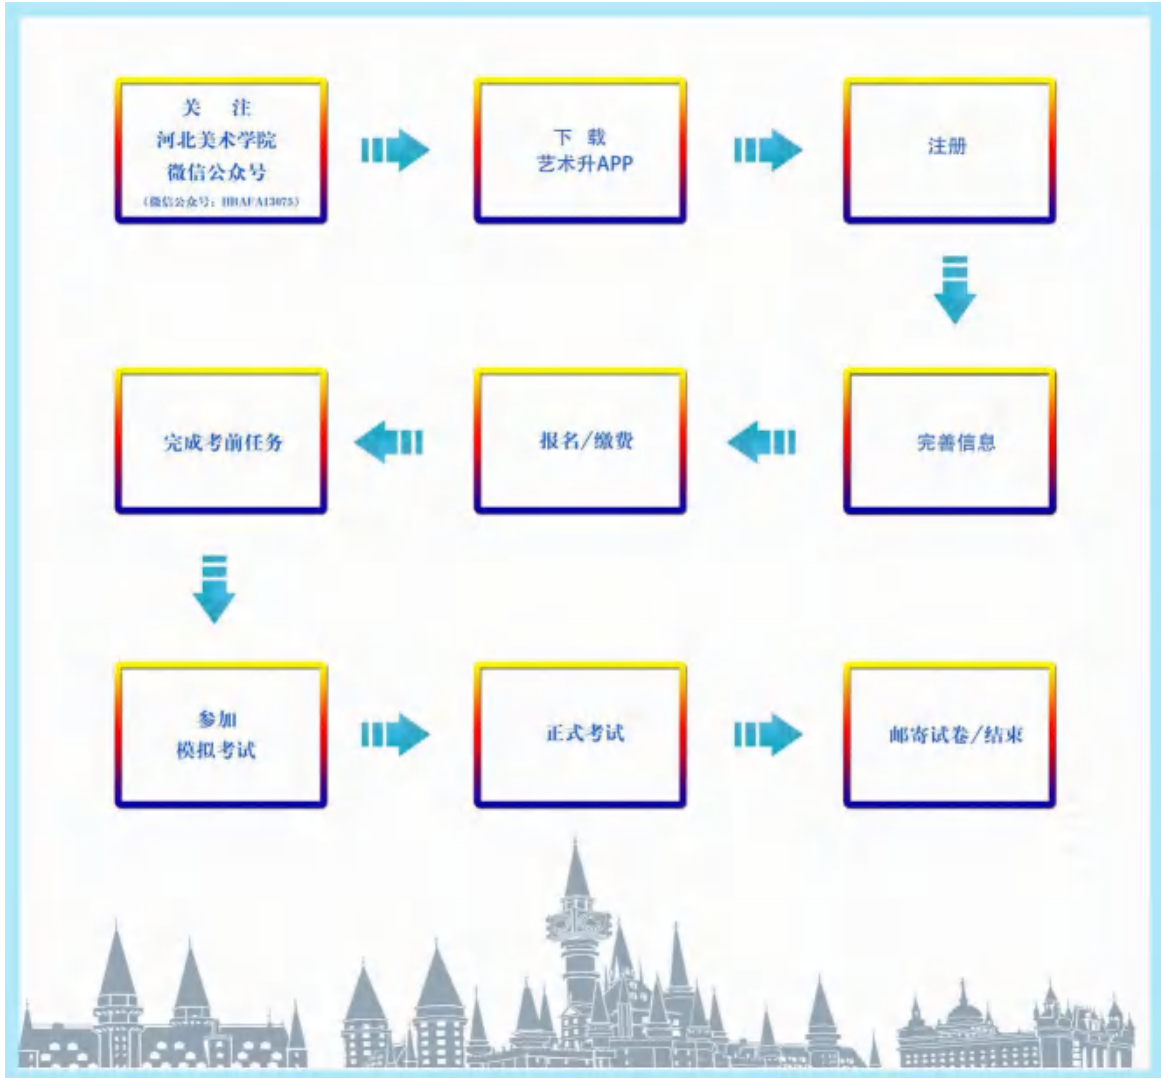 关 注
河北美术学院
微信公众号
(微信公众号:HBAFA13075)
下 载
艺术升APP
注册
完善信息
报名/缴费
完成考前任务
参加
模拟考试
正式考试
邮寄试卷/结束